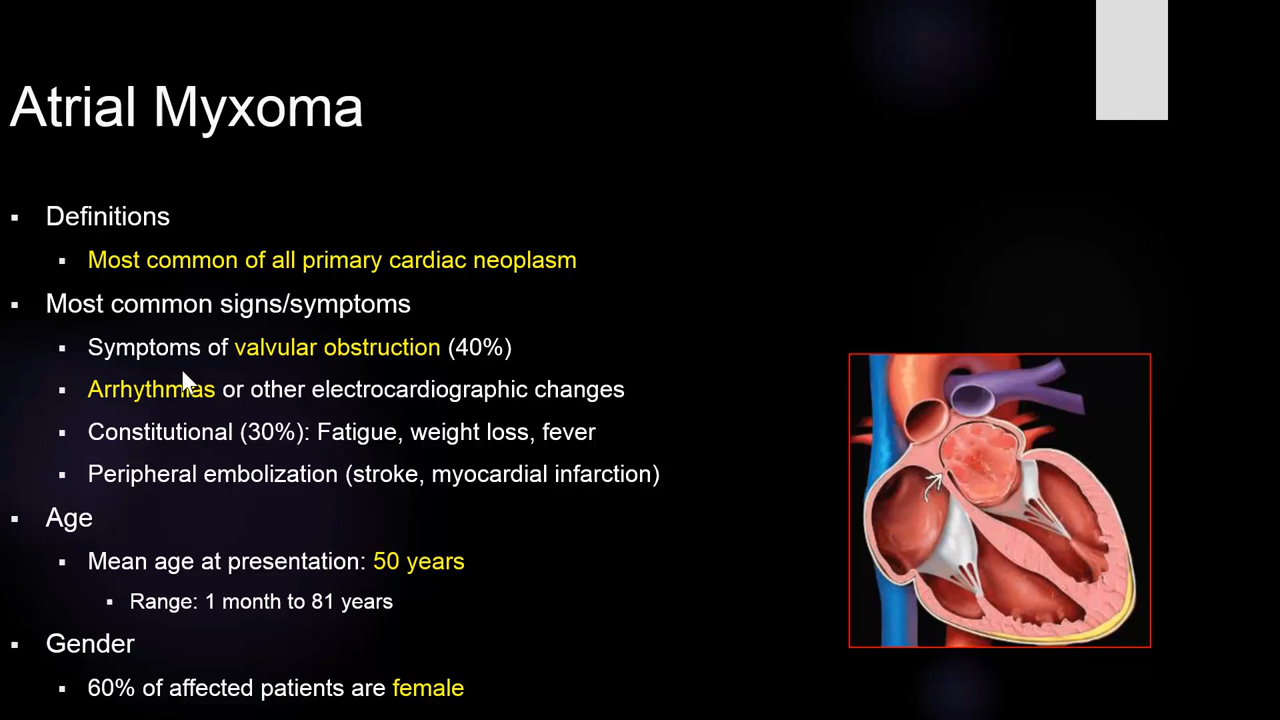 Atrial Myxoma
▪ Definitions
▪ Most common of all primary cardiac neoplasm
▪ Most common signs/symptoms
▪ Symptoms of valvular obstruction (40%)
▪ Arrhythmias or other electrocardiographic changes
▪ Constitutional (30%): Fatigue, weight loss, fever
▪ Peripheral embolization (stroke, myocardial infarction)
▪ Age
▪ Mean age at presentation: 50 years
▪ Range: 1 month to 81 years
▪ Gender
▪ 60% of affected patients are female